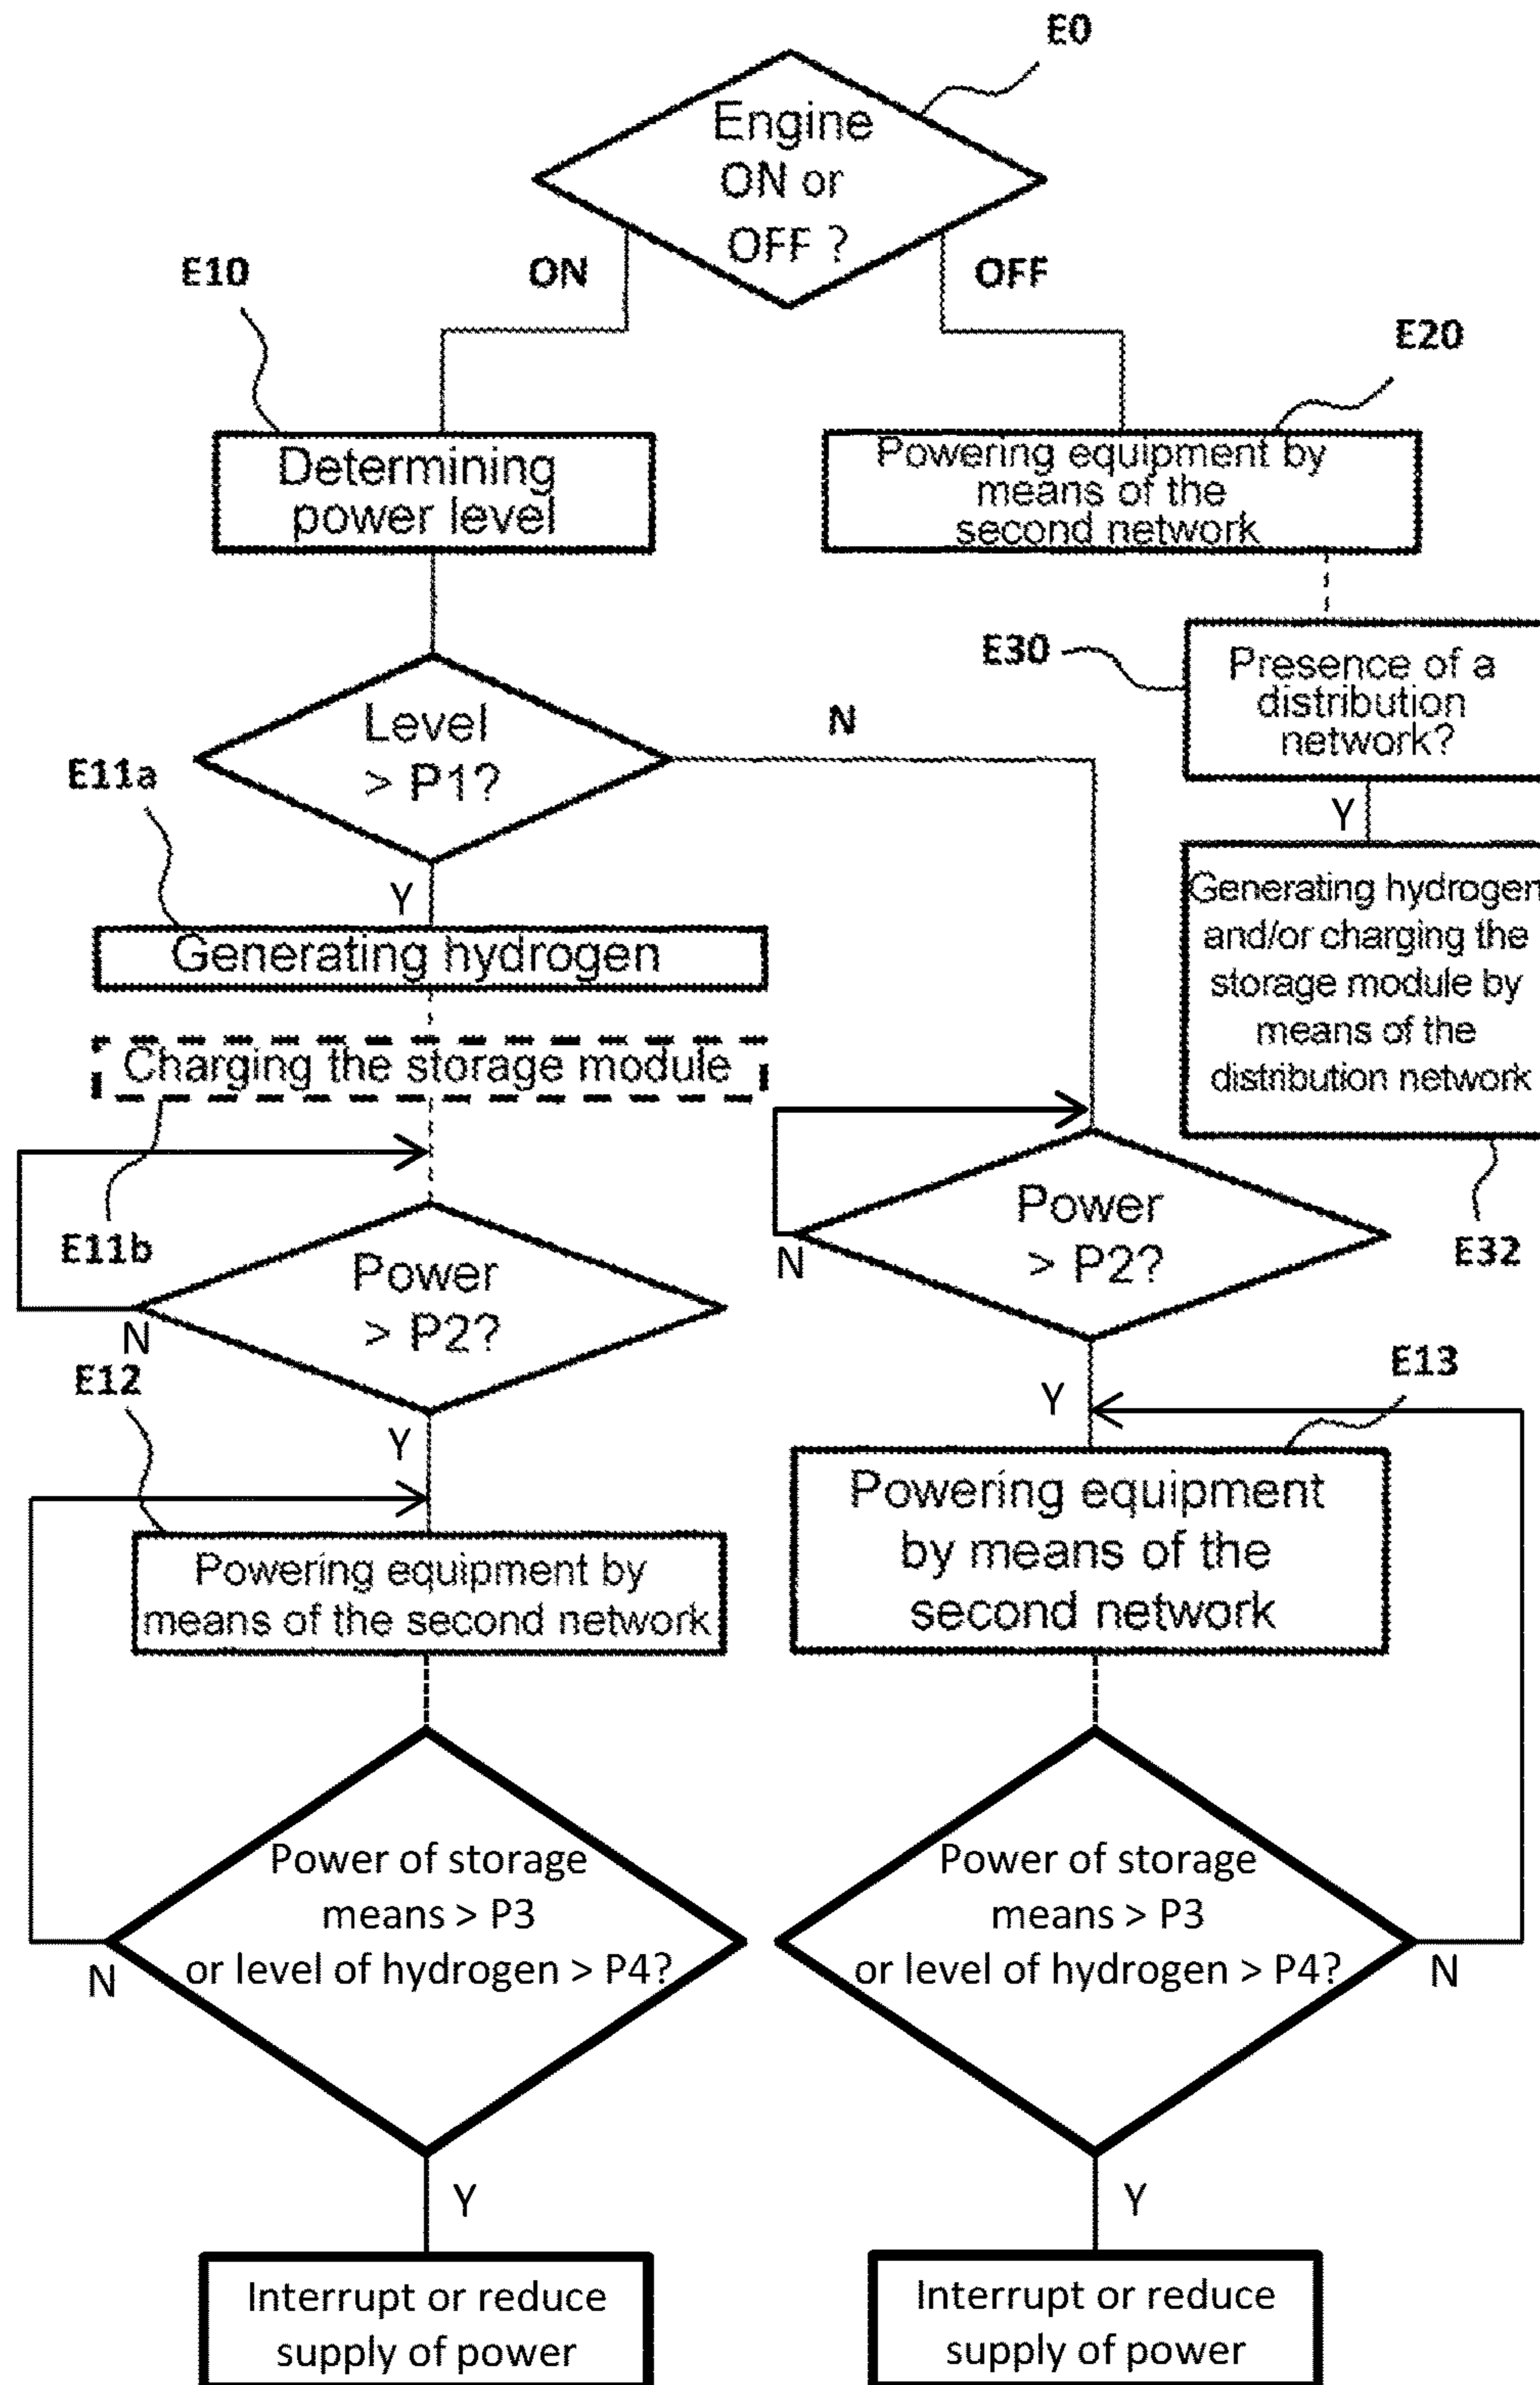 E0
Engine
ON or
OFF ?
ON
OFF
E10
E20
Determining
power level
Powering equipment by
means of the
second network
E30
Presence of a
distribution
network?
Level
> P1?
N
E11a
Y
Y
Generating hydrogen
Generating hydrogen
and/or charging the
storage module by
means of the
distribution network
Charging the storage module
E11b
E32
Power
> P2?
N
Y
Power
> P2?
N
Y
E12
E13
Powering equipment by
means of the second network
Powering equipment
by means of the
second network
Power of storage
means > P3
or level of hydrogen > P4?
N
Y
Power of storage
means > P3
or level of hydrogen > P4?
N
Y
Interrupt or reduce
supply of power
Interrupt or reduce
supply of power